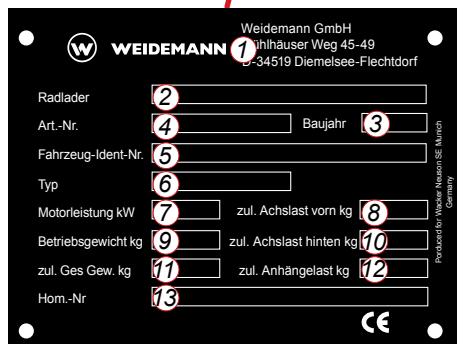 Weidemann GmbH
W WEIDEMANN 1 ühlhäuser Weg 45-49
D-34519 Diemelsee-Flechtdorf
Radlader 2
Art.-Nr. 4 Baujahr 3
Fahrzeug-Ident-Nr. 5
Typ 6
Motorleistung kW 7 zul. Achslast vorn kg 8
Betriebsgewicht kg 9 zul. Achslast hinten kg 10
zul. Ges Gew. kg 11 zul. Anhängelast kg 12
Hom.-Nr 13
CE
Porduced for Wacker Neuson SE Munich
Germany